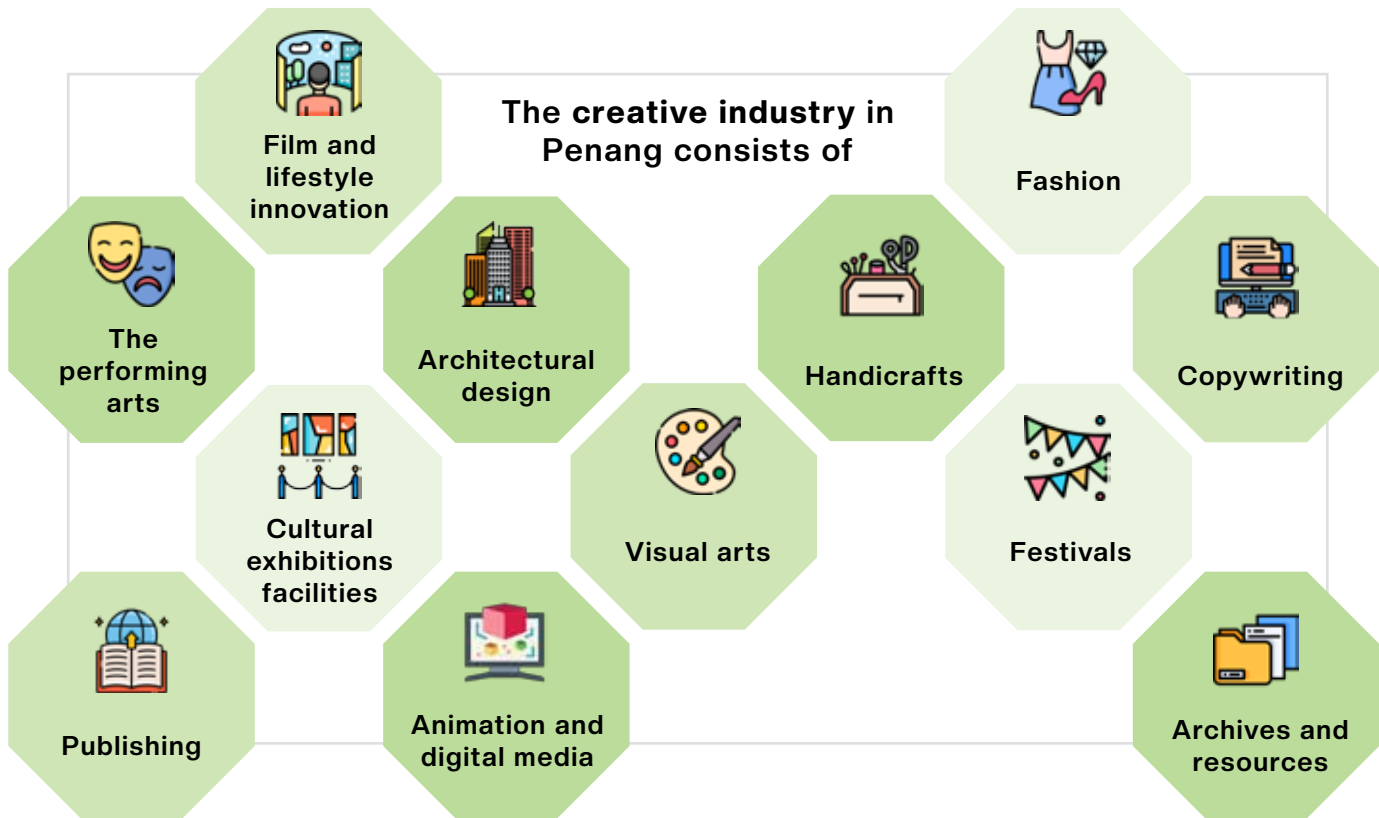 The creative industry in
Penang consists of
Film and
lifestyle
innovation
Fashion
The
performing
arts
Architectural
design
Handicrafts
Copywriting
Cultural
exhibitions
facilities
Visual arts
Festivals
Publishing
Animation and
digital media
Archives and
resources